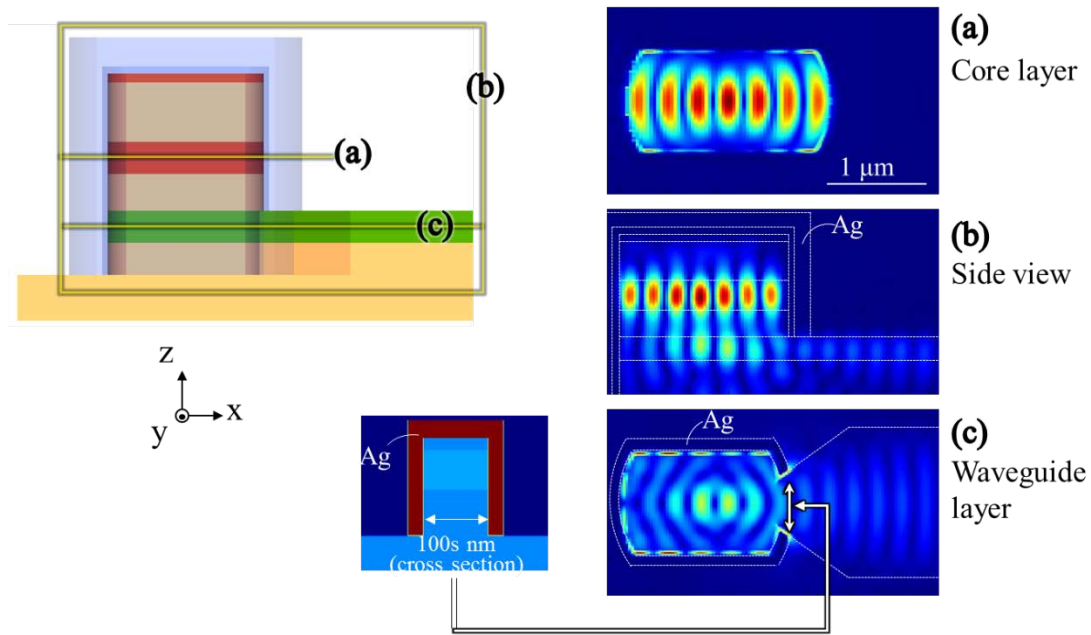 (b)
(a)
(c)
z
x
y
Ag
100s nm
(cross section)
(a)
Core layer
1 μm
Ag
(b)
Side view
Ag
(c)
Waveguide
layer